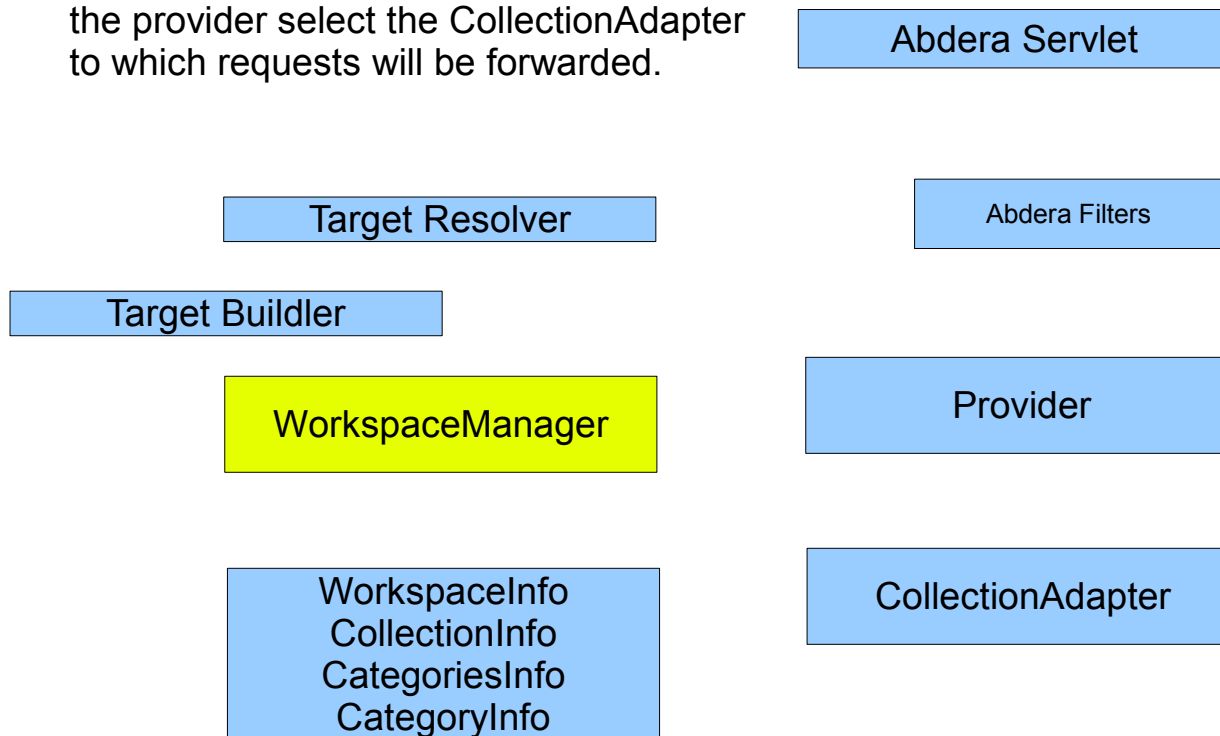 the provider select the CollectionAdapter
to which requests will be forwarded.
Abdera Servlet
Target Resolver
Abdera Filters
Target Buildler
WorkspaceManager
Provider
WorkspaceInfo
CollectionInfo
CategoriesInfo
CategoryInfo
CollectionAdapter